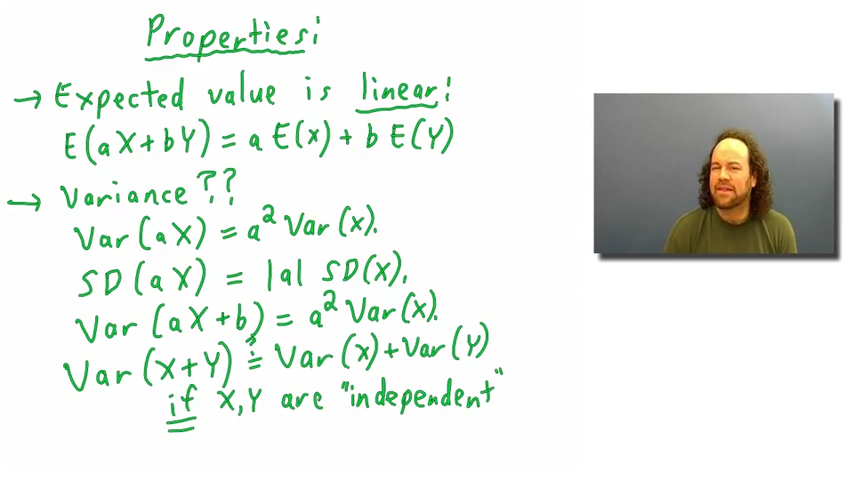 Properties:
→ Expected value is linear:
E(aX+bY) = a E(x) + b E(Y)
→ Variance??
Var(aX) = a² Var(x).
SD(aX) = |a| SD(x).
Var(aX+b) = a² Var(x).
Var(X+Y) ≟ Var(x)+Var(Y)
if X,Y are "independent"